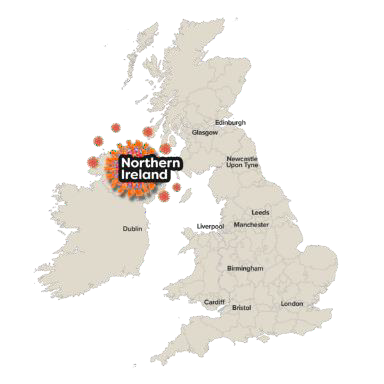 Edinburgh
Glasgow
Northern
Ireland
Newcastle
Upon Tyne
Leeds
Liverpool
Manchester
Dublin
Birmingham
Cardiff
Bristol
London